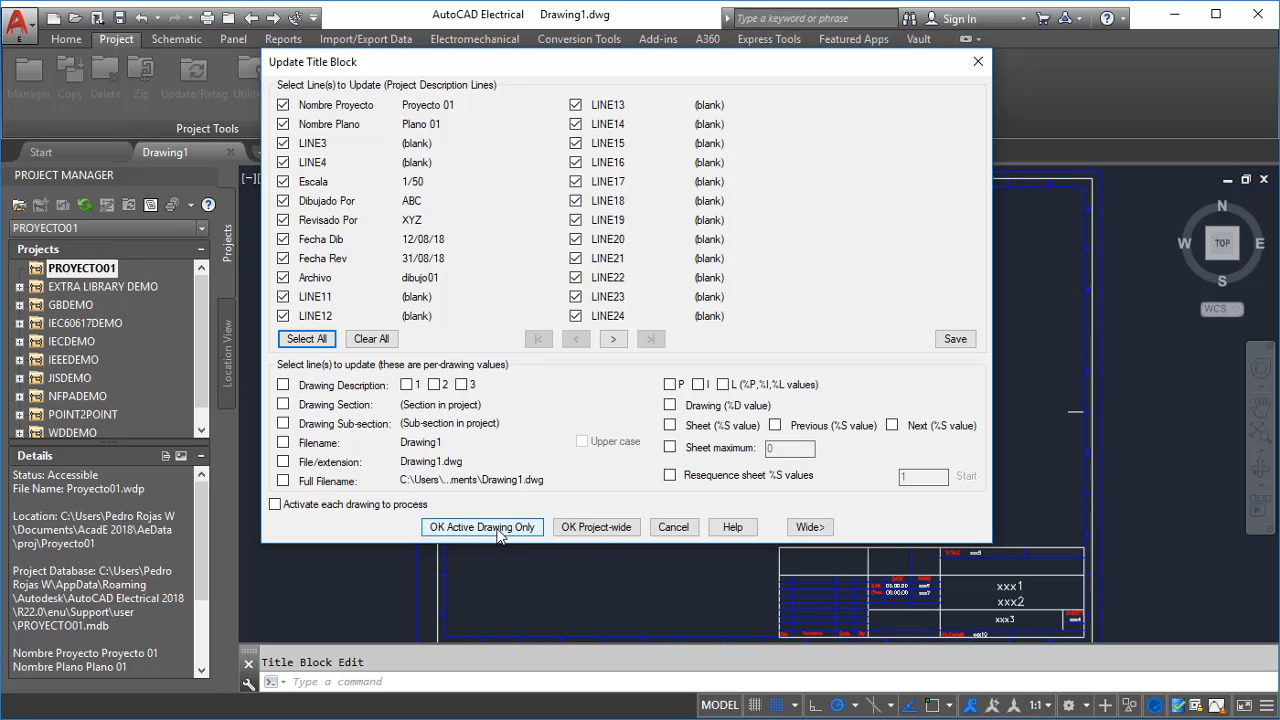 AutoCAD Electrical Drawing1.dwg
Type a keyword or phrase
Sign In
Home Project Schematic Panel Reports Import/Export Data Electromechanical Conversion Tools Add-ins A360 Express Tools Featured Apps Vault
Manager Copy Delete Zip Update/Retag
Project Tools
Start
Drawing1
PROJECT MANAGER
PROYECTO01
Projects
PROYECTO01
EXTRA LIBRARY DEMO
GBDEMO
IEC60617DEMO
IECDEMO
IEEEDEMO
JISDEMO
NFPADEMO
POINT2POINT
WDDEMO
Projects
Location View
Details
Status: Accessible
File Name: Proyecto01.wdp
Location: C:\Users\Pedro Rojas W
\Documents\AcadE 2018\AeData
\proj\Proyecto01
Project Database: C:\Users\Pedro
Rojas W\AppData\Roaming
\Autodesk\AutoCAD Electrical 2018
\R22.0\enu\Support\user
\PROYECTO01.mdb
Nombre Proyecto Proyecto 01
Nombre Plano Plano 01
Update Title Block
Select Line(s) to Update (Project Description Lines)
Nombre Proyecto Proyecto 01 LINE13 (blank)
Nombre Plano Plano 01 LINE14 (blank)
LINE3 (blank) LINE15 (blank)
LINE4 (blank) LINE16 (blank)
Escala 1/50 LINE17 (blank)
Dibujado Por ABC LINE18 (blank)
Revisado Por XYZ LINE19 (blank)
Fecha Dib 12/08/18 LINE20 (blank)
Fecha Rev 31/08/18 LINE21 (blank)
Archivo dibujo01 LINE22 (blank)
LINE11 (blank) LINE23 (blank)
LINE12 (blank) LINE24 (blank)
Select All Clear All |< < > >| Save
Select line(s) to update (these are per-drawing values)
Drawing Description: 1 2 3 P I L (%P,%I,%L values)
Drawing Section: (Section in project) Drawing (%D value)
Drawing Sub-section: (Sub-section in project) Sheet (%S value) Previous (%S value) Next (%S value)
Filename: Drawing1 Upper case Sheet maximum: 0
File/extension: Drawing1.dwg
Full Filename: C:\Users\...ments\Drawing1.dwg Resequence sheet %S values 1 Start
Activate each drawing to process
OK Active Drawing Only OK Project-wide Cancel Help Wide>
N
W TOP E
S
WCS
xxx1
xxx2
xxx3
Title Block Edit
Type a command
MODEL
1:1